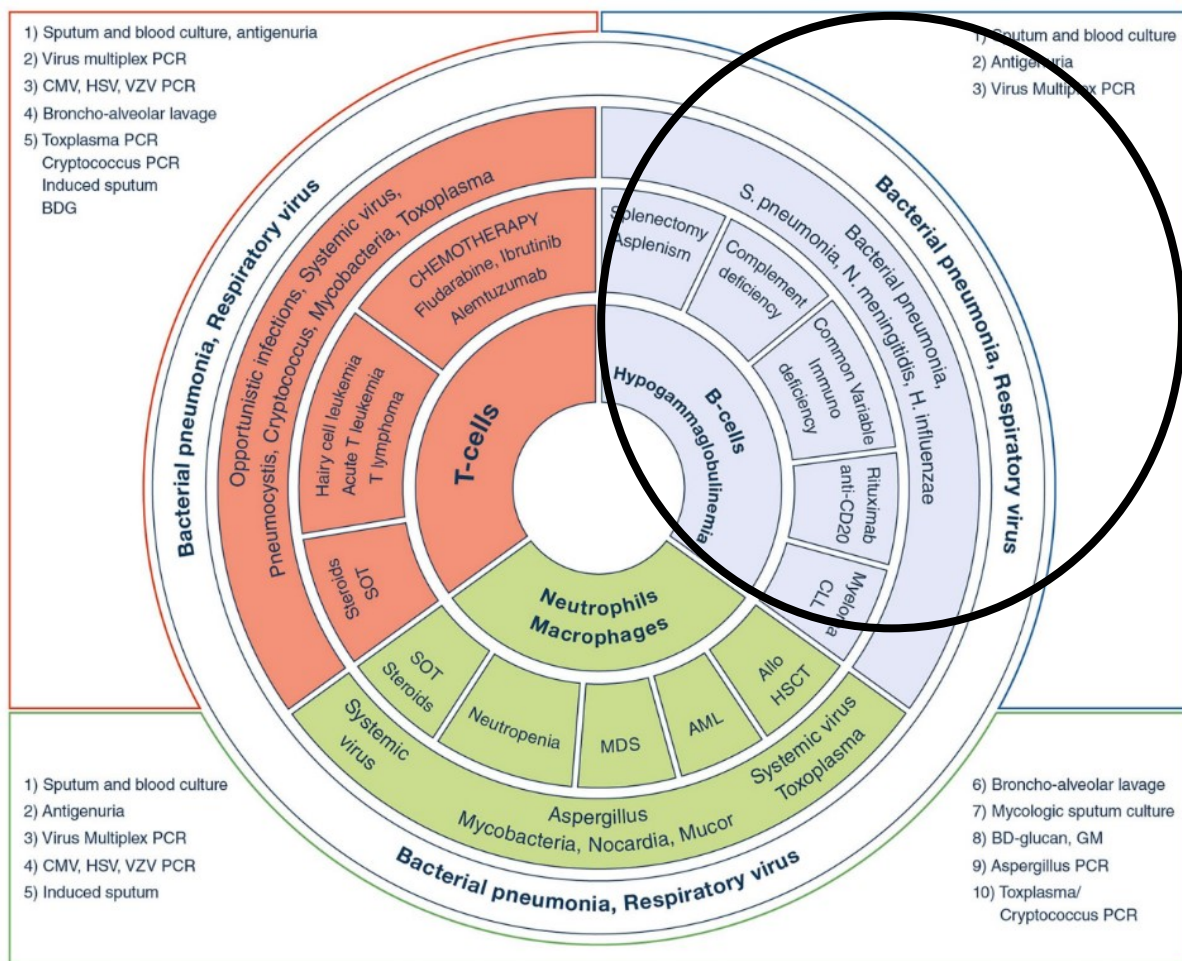 1) Sputum and blood culture, antigenuria
2) Virus multiplex PCR
3) CMV, HSV, VZV PCR
4) Broncho-alveolar lavage
5) Toxplasma PCR
Cryptococcus PCR
Induced sputum
BDG
1) Sputum and blood culture
2) Antigenuria
3) Virus Multiplex PCR
Bacterial pneumonia, Respiratory virus
Opportunistic infections, Systemic virus,
Pneumocystis, Cryptococcus, Mycobacteria, Toxoplasma
CHEMOTHERAPY
Fludarabine, Ibrutinib
Alemtuzumab
Hairy cell leukemia
Acute T leukemia
T lymphoma
Steroids
SOT
T-cells
Bacterial pneumonia, Respiratory virus
Bacterial pneumonia,
S. pneumonia, N. meningitidis, H. influenzae
Splenectomy
Asplenism
Complement
deficiency
Common Variable
Immuno
deficiency
Rituximab
anti-CD20
Myeloma
CLL
B-cells
Hypogammaglobulinemia
Neutrophils
Macrophages
SOT
Steroids
Neutropenia
MDS
AML
Allo
HSCT
Systemic
virus
Aspergillus
Mycobacteria, Nocardia, Mucor
Systemic virus
Toxoplasma
Bacterial pneumonia, Respiratory virus
1) Sputum and blood culture
2) Antigenuria
3) Virus Multiplex PCR
4) CMV, HSV, VZV PCR
5) Induced sputum
6) Broncho-alveolar lavage
7) Mycologic sputum culture
8) BD-glucan, GM
9) Aspergillus PCR
10) Toxplasma/
Cryptococcus PCR